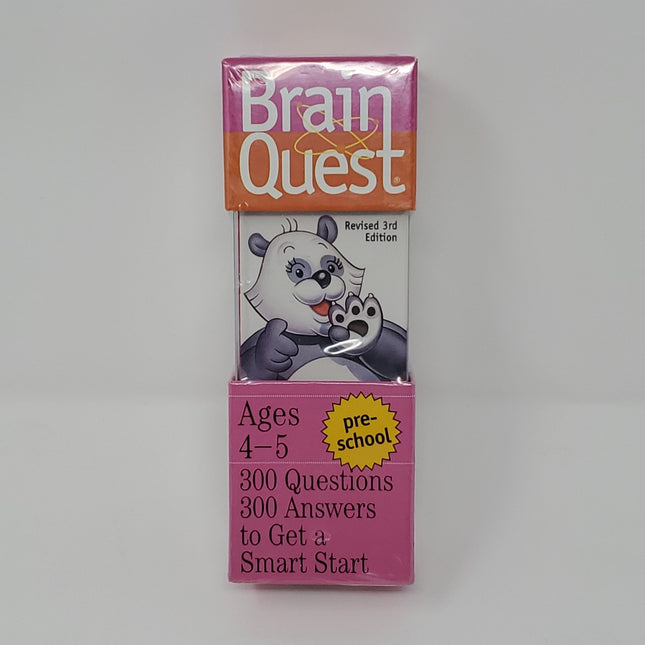 Brain
Quest®
Revised 3rd
Edition
Ages
4–5
pre-
school
300 Questions
300 Answers
to Get a
Smart Start